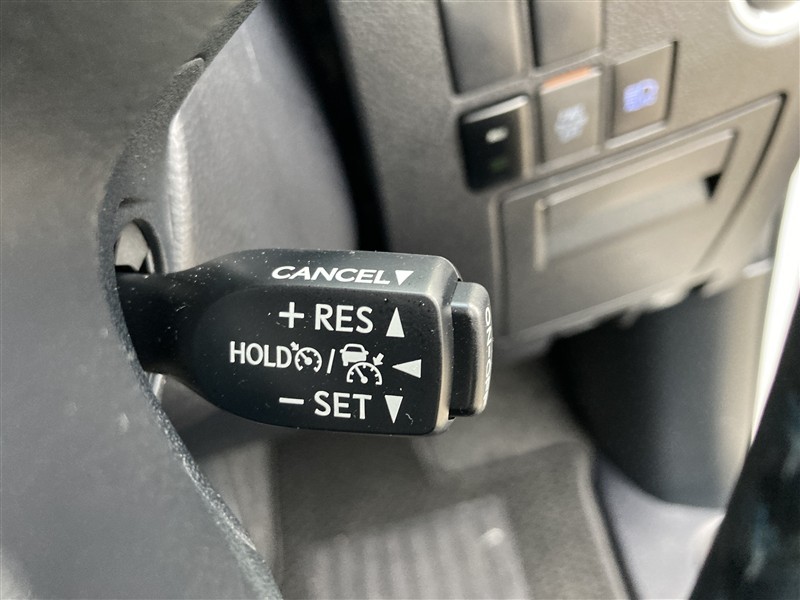 CANCEL▼
+ RES ▲
HOLD / ◀
− SET ▼